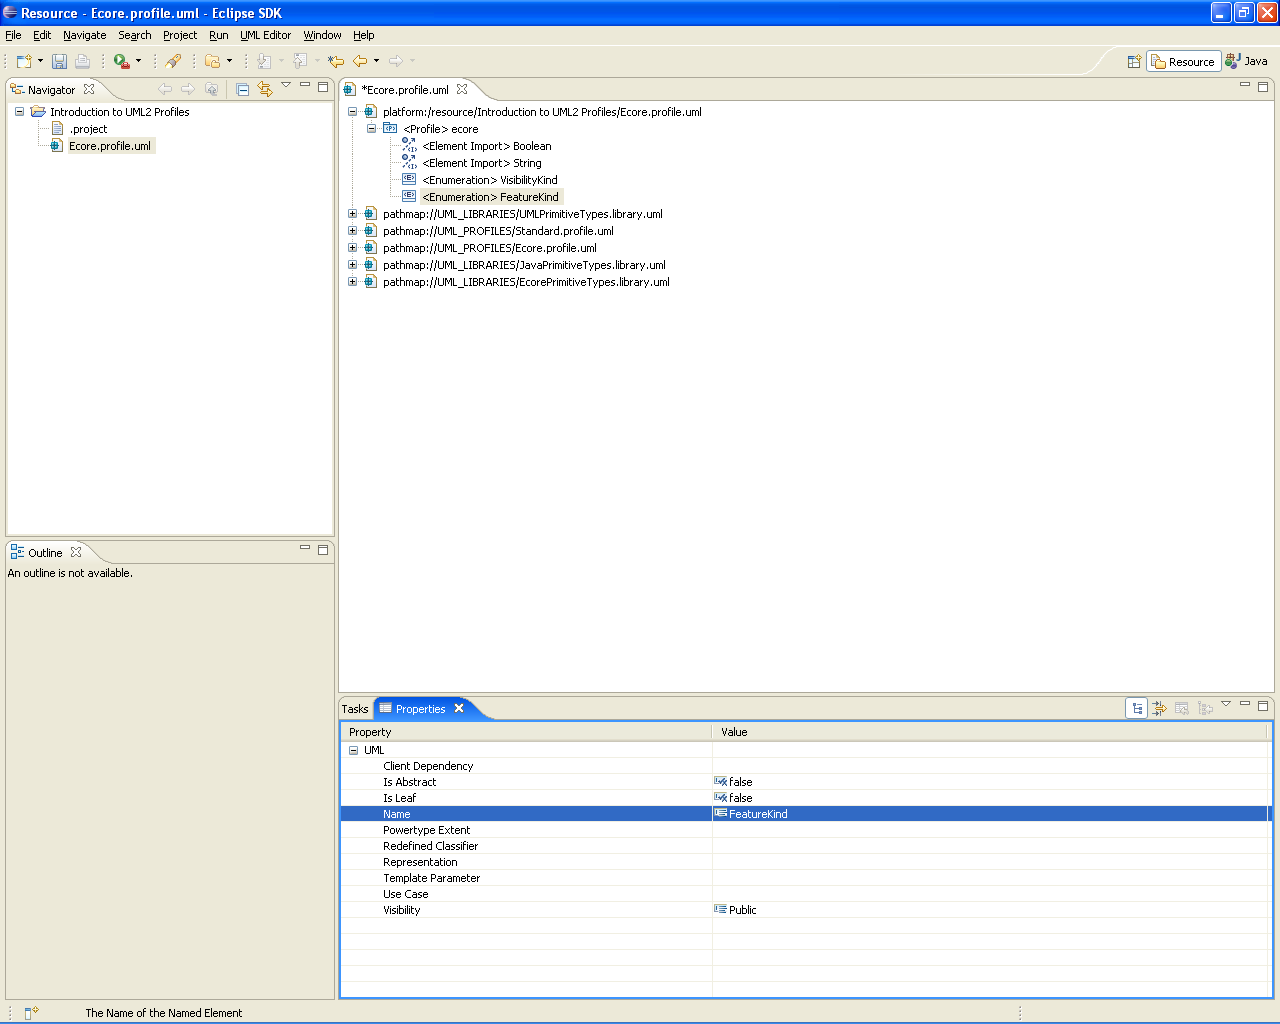 Resource - Ecore.profile.uml - Eclipse SDK
File Edit Navigate Search Project Run UML Editor Window Help
Resource Java
Navigator
Introduction to UML2 Profiles
.project
Ecore.profile.uml
*Ecore.profile.uml
platform:/resource/Introduction to UML2 Profiles/Ecore.profile.uml
<Profile> ecore
<Element Import> Boolean
<Element Import> String
<Enumeration> VisibilityKind
<Enumeration> FeatureKind
pathmap://UML_LIBRARIES/UMLPrimitiveTypes.library.uml
pathmap://UML_PROFILES/Standard.profile.uml
pathmap://UML_PROFILES/Ecore.profile.uml
pathmap://UML_LIBRARIES/JavaPrimitiveTypes.library.uml
pathmap://UML_LIBRARIES/EcorePrimitiveTypes.library.uml
Outline
An outline is not available.
Tasks Properties
Property Value
UML
Client Dependency
Is Abstract false
Is Leaf false
Name FeatureKind
Powertype Extent
Redefined Classifier
Representation
Template Parameter
Use Case
Visibility Public
The Name of the Named Element